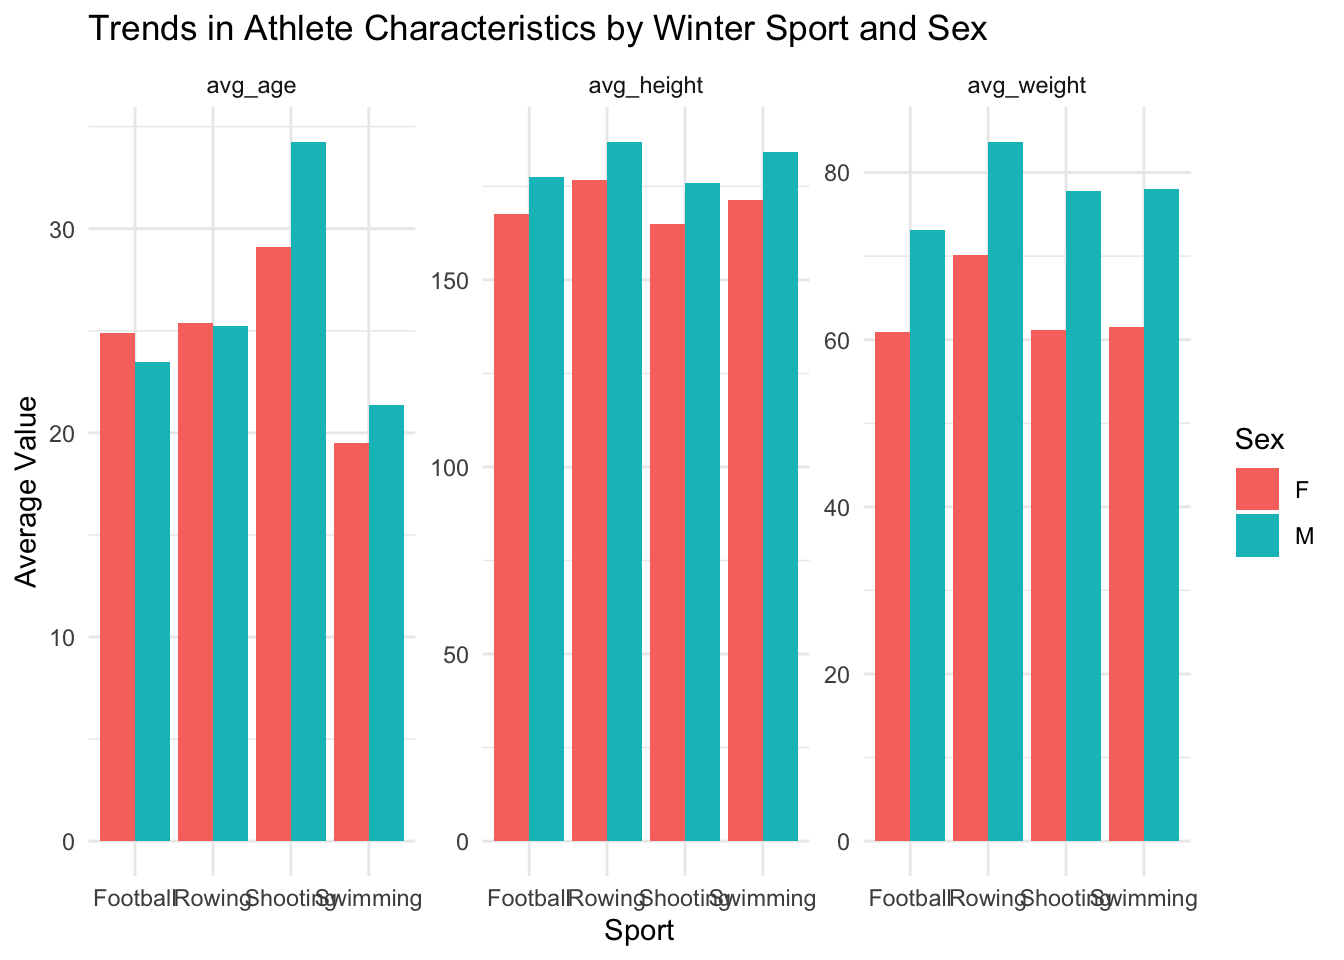 Trends in Athlete Characteristics by Winter Sport and Sex
avg_age
avg_height
avg_weight
Average Value
30
20
10
0
150
100
50
0
80
60
40
20
0
Football Rowing Shooting Swimming
Football Rowing Shooting Swimming
Football Rowing Shooting Swimming
Sport
Sex
F
M